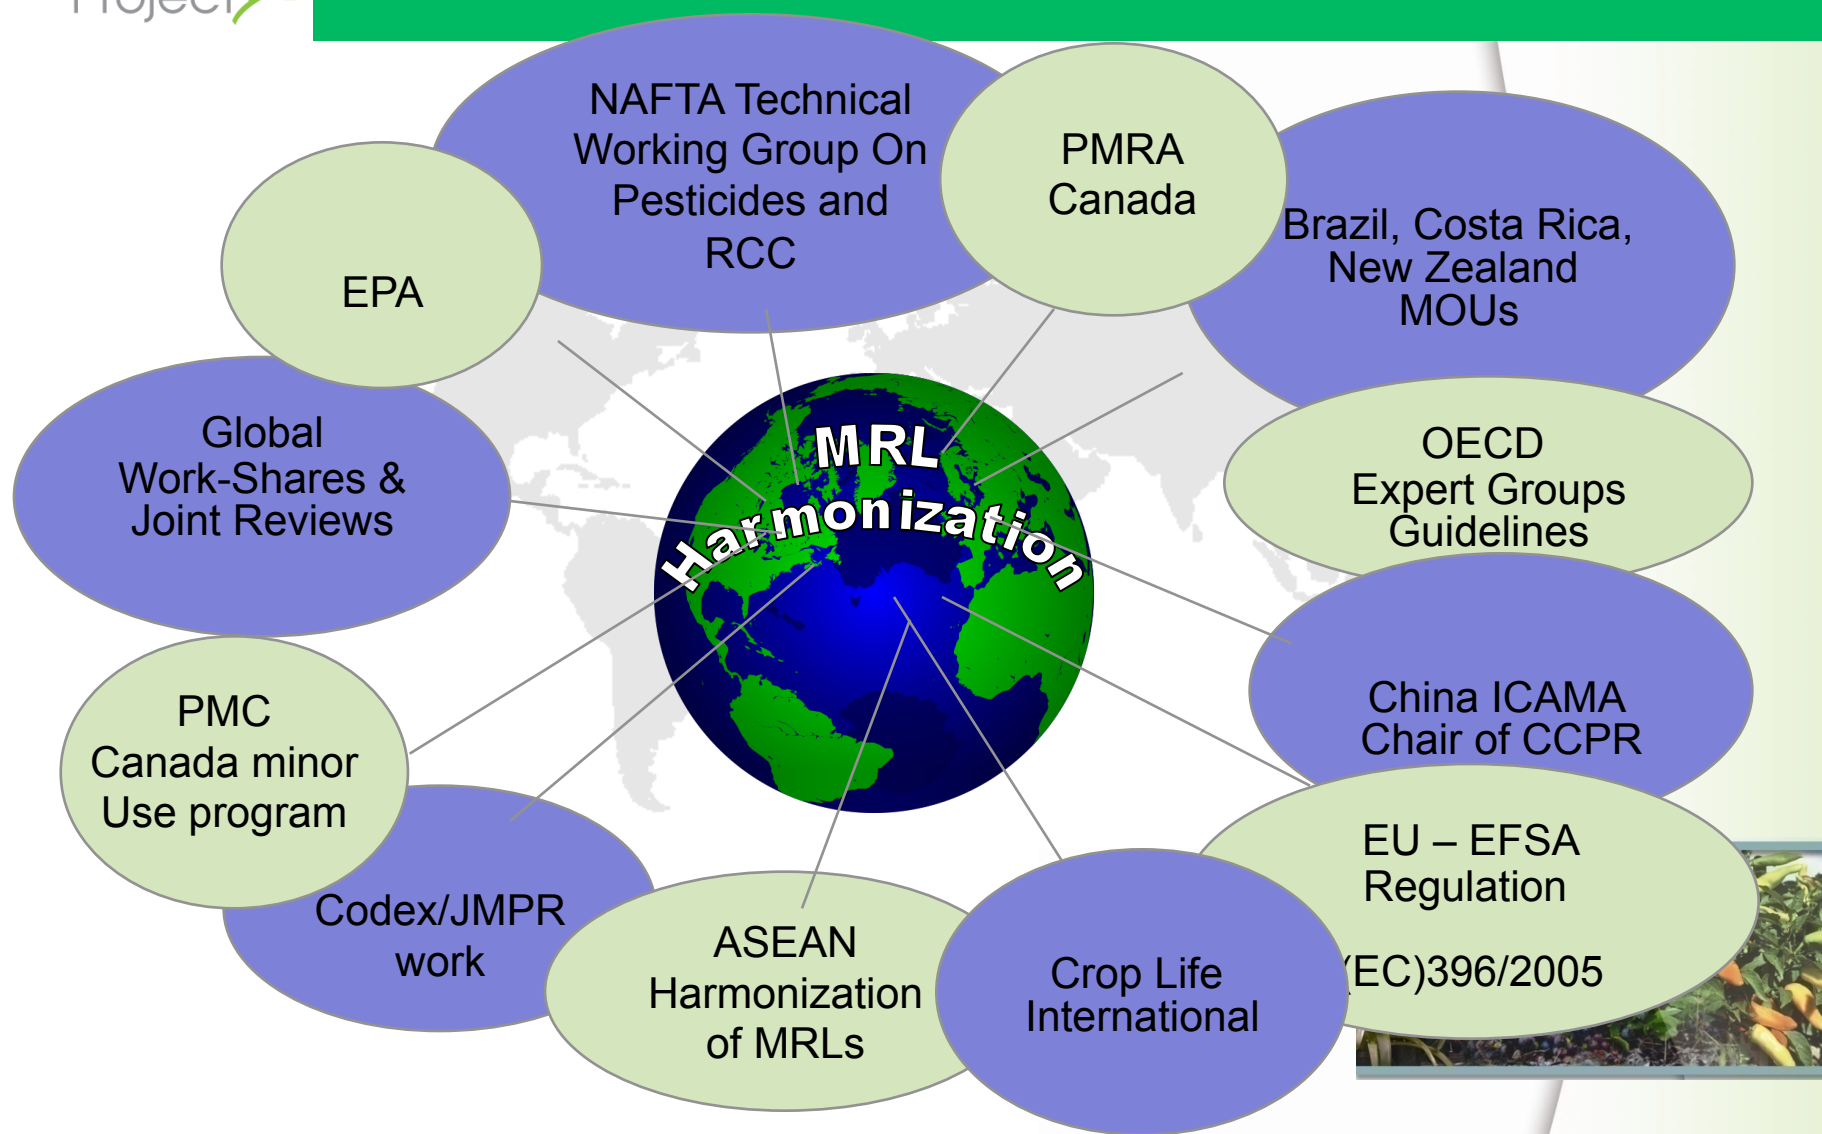 Project
NAFTA Technical
Working Group On
Pesticides and
RCC
PMRA
Canada
Brazil, Costa Rica,
New Zealand
MOUs
EPA
Global
Work-Shares &
Joint Reviews
MRL
Harmonization
OECD
Expert Groups
Guidelines
China ICAMA
Chair of CCPR
PMC
Canada minor
Use program
EU – EFSA
Regulation
(EC)396/2005
Codex/JMPR
work
ASEAN
Harmonization
of MRLs
Crop Life
International